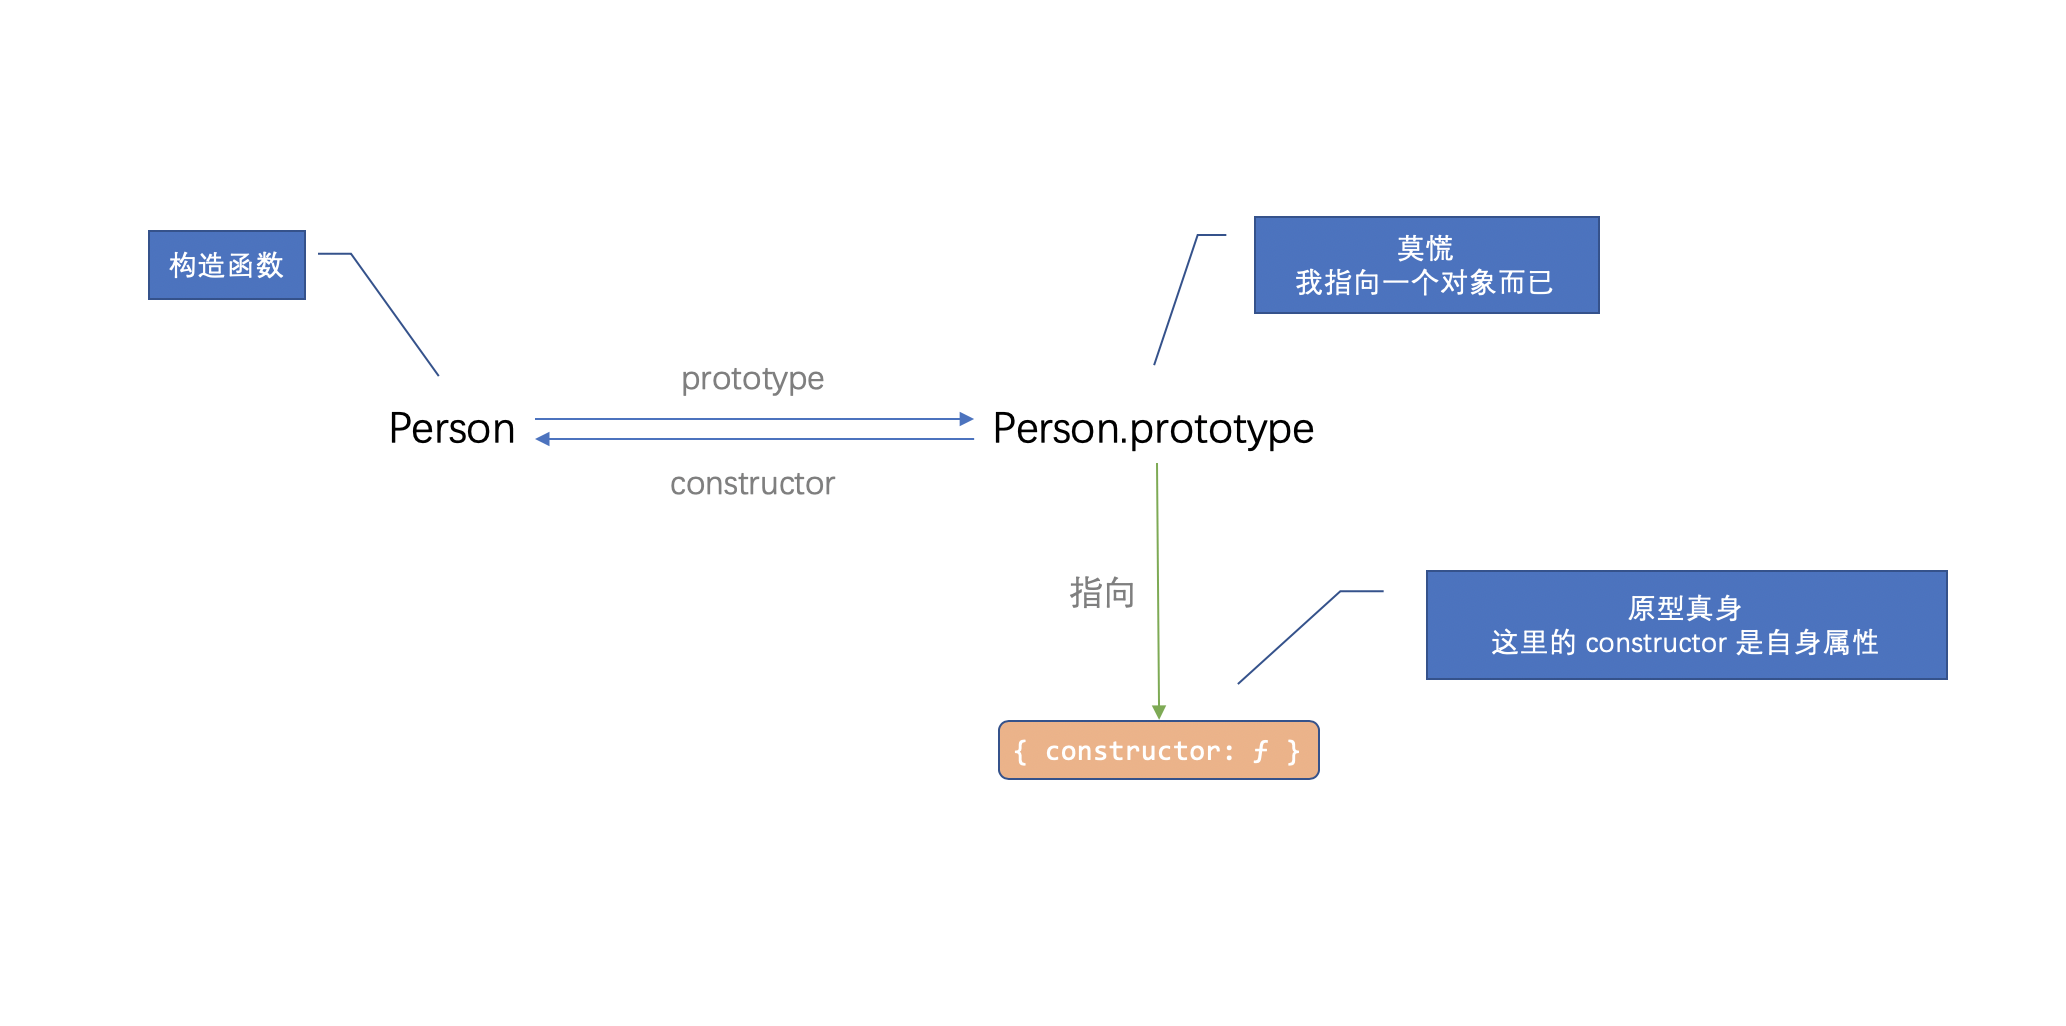 构造函数
莫慌
我指向一个对象而已
prototype
Person
Person.prototype
constructor
指向
原型真身
这里的 constructor 是自身属性
{ constructor: ƒ }